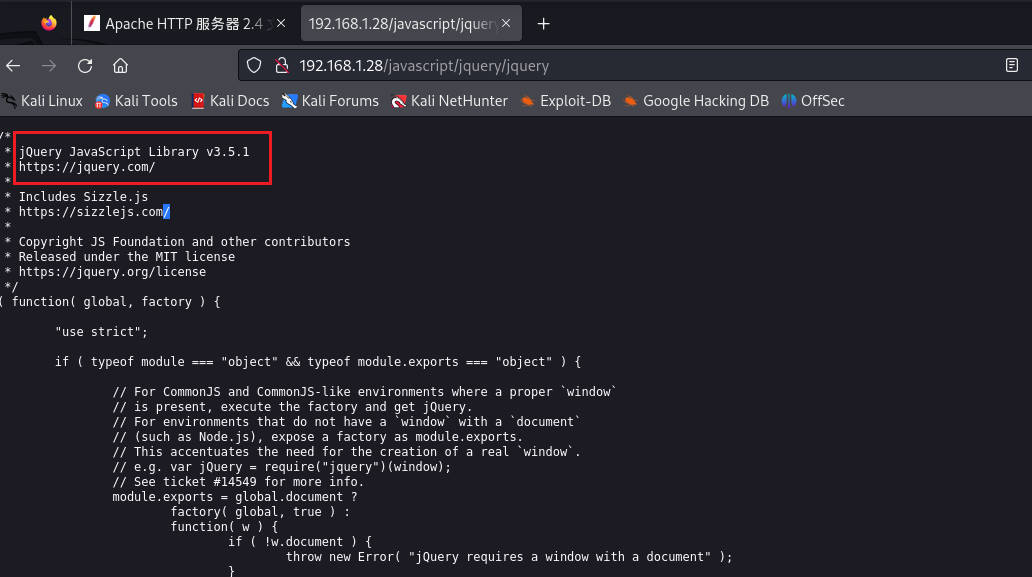 Apache HTTP 服务器 2.4
192.168.1.28/javascript/jquery
192.168.1.28/javascript/jquery/jquery
Kali Linux Kali Tools Kali Docs Kali Forums Kali NetHunter Exploit-DB Google Hacking DB OffSec
/*
* jQuery JavaScript Library v3.5.1
* https://jquery.com/
*
* Includes Sizzle.js
* https://sizzlejs.com/
*
* Copyright JS Foundation and other contributors
* Released under the MIT license
* https://jquery.org/license
*/
( function( global, factory ) {
"use strict";
if ( typeof module === "object" && typeof module.exports === "object" ) {
// For CommonJS and CommonJS-like environments where a proper `window`
// is present, execute the factory and get jQuery.
// For environments that do not have a `window` with a `document`
// (such as Node.js), expose a factory as module.exports.
// This accentuates the need for the creation of a real `window`.
// e.g. var jQuery = require("jquery")(window);
// See ticket #14549 for more info.
module.exports = global.document ?
factory( global, true ) :
function( w ) {
if ( !w.document ) {
throw new Error( "jQuery requires a window with a document" );
}